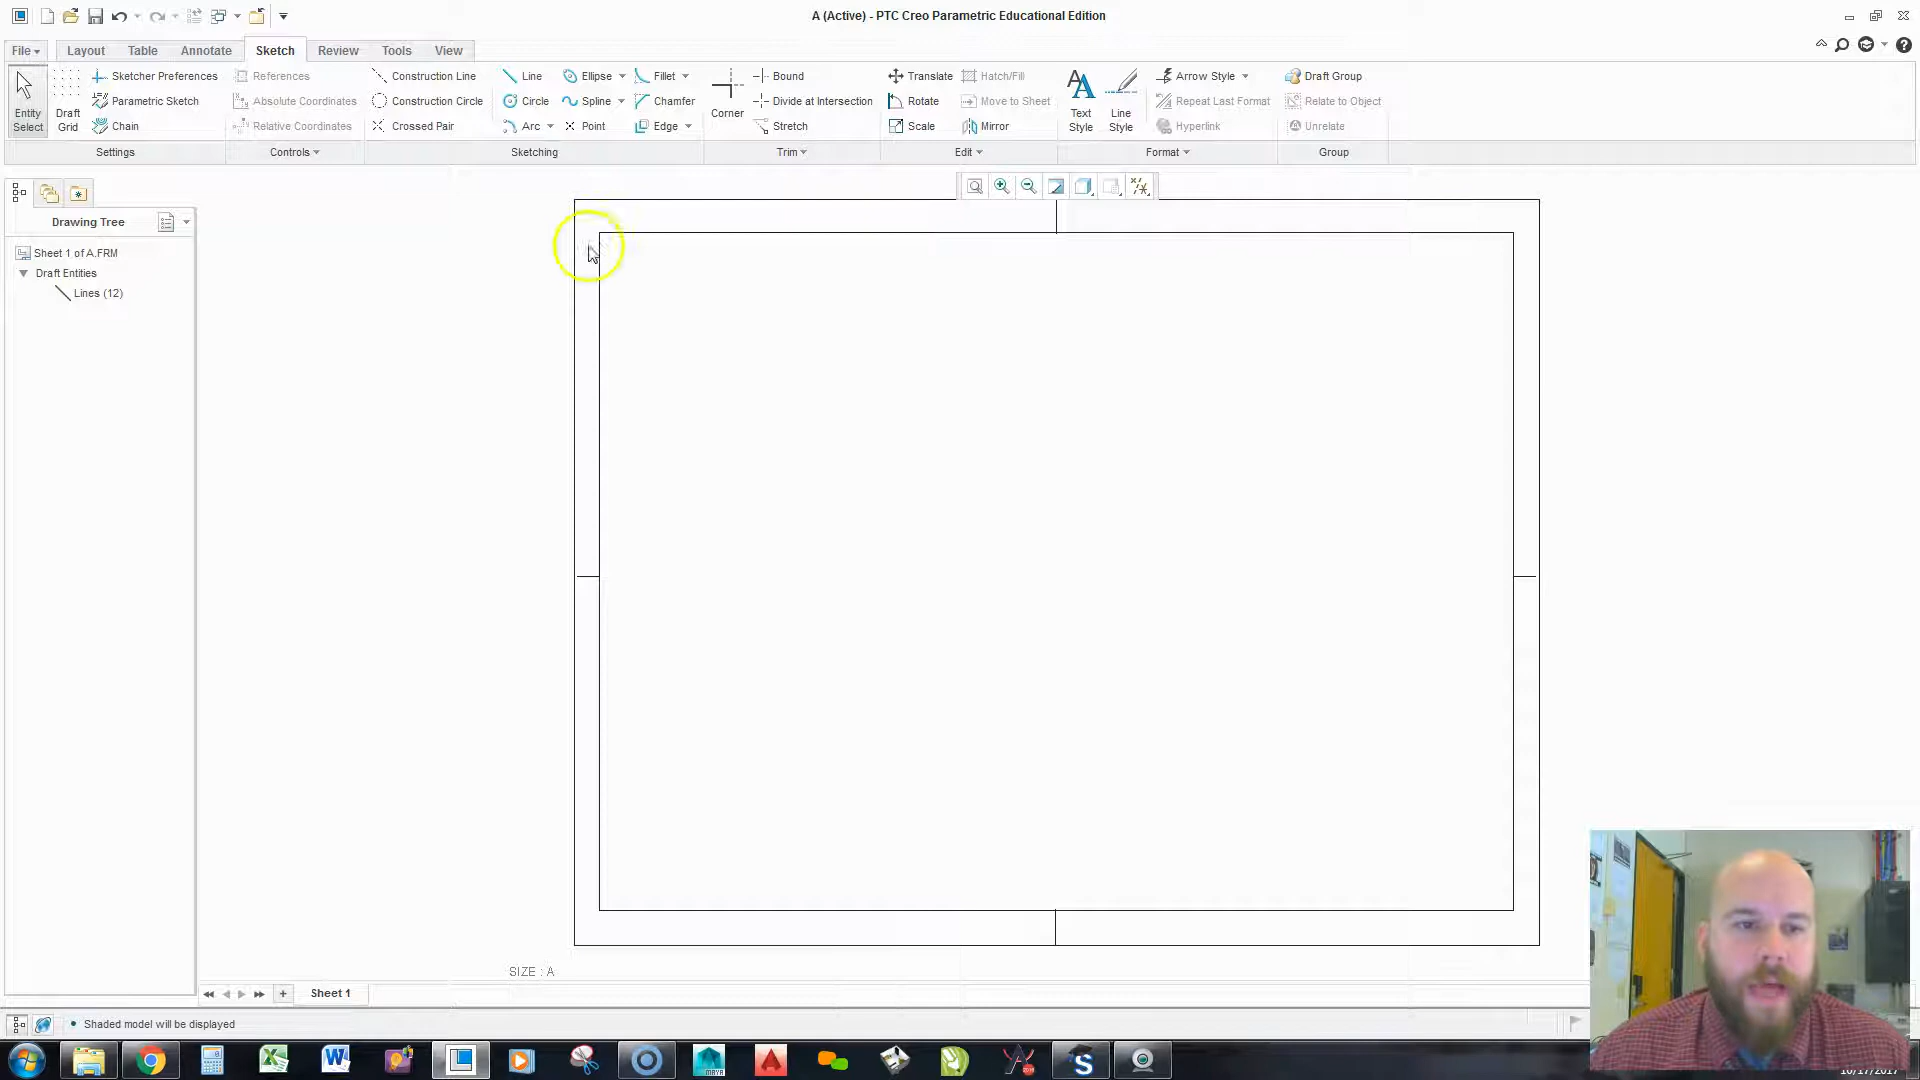 A (Active) - PTC Creo Parametric Educational Edition
File Layout Table Annotate Sketch Review Tools View
Entity Select
Draft Grid
Sketcher Preferences
Parametric Sketch
Chain
Settings
References
Absolute Coordinates
Relative Coordinates
Controls
Construction Line
Construction Circle
Crossed Pair
Line
Circle
Arc
Ellipse
Spline
Point
Fillet
Chamfer
Edge
Sketching
Corner
Bound
Divide at Intersection
Stretch
Trim
Translate
Rotate
Scale
Hatch/Fill
Move to Sheet
Mirror
Edit
Text Style
Line Style
Arrow Style
Repeat Last Format
Hyperlink
Format
Draft Group
Relate to Object
Unrelate
Group
Drawing Tree
Sheet 1 of A.FRM
Draft Entities
Lines (12)
SIZE : A
Sheet 1
Shaded model will be displayed
MAYA
10/17/2017